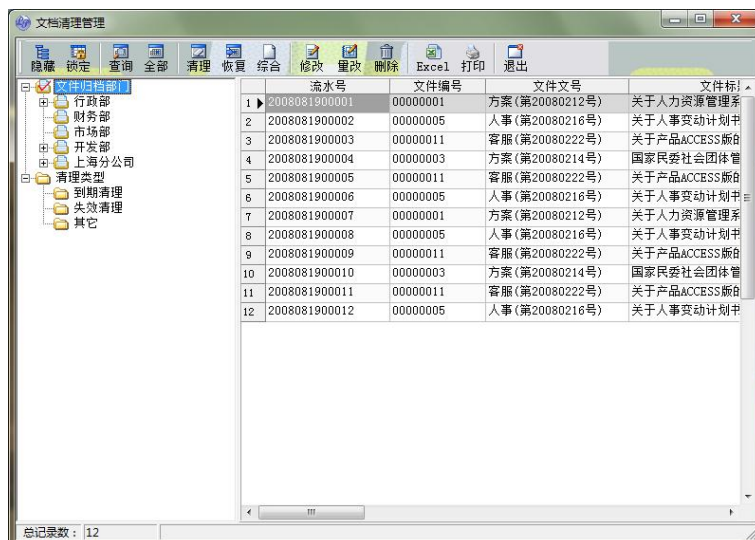 文档清理管理
隐藏 锁定 查询 全部 清理 恢复 综合 修改 重改 删除 Excel 打印 退出
文件归档部门
行政部
财务部
市场部
开发部
上海分公司
清理类型
到期清理
失效清理
其它
流水号 文件编号 文件文号 文件标
1 2008081900001 00000001 方案(第20080212号) 关于人力资源管理系
2 2008081900002 00000005 人事(第20080216号) 关于人事变动计划书
3 2008081900003 00000011 客服(第20080222号) 关于产品ACCESS版的
4 2008081900004 00000003 方案(第20080214号) 国家民委社会团体管
5 2008081900005 00000011 客服(第20080222号) 关于产品ACCESS版的
6 2008081900006 00000005 人事(第20080216号) 关于人事变动计划书
7 2008081900007 00000001 方案(第20080212号) 关于人力资源管理系
8 2008081900008 00000005 人事(第20080216号) 关于人事变动计划书
9 2008081900009 00000011 客服(第20080222号) 关于产品ACCESS版的
10 2008081900010 00000003 方案(第20080214号) 国家民委社会团体管
11 2008081900011 00000011 客服(第20080222号) 关于产品ACCESS版的
12 2008081900012 00000005 人事(第20080216号) 关于人事变动计划书
总记录数: 12